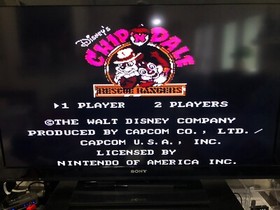 Disney's
CHIP 'N DALE
RESCUE RANGERS
1 PLAYER 2 PLAYERS
©THE WALT DISNEY COMPANY
PRODUCED BY CAPCOM CO., LTD./
CAPCOM U.S.A., INC.
LICENSED BY
NINTENDO OF AMERICA INC.
SONY